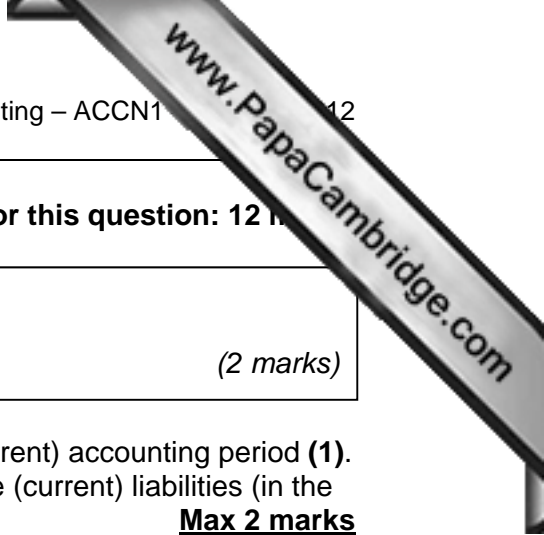 ting – ACCN1 12
or this question: 12
(2 marks)
rent) accounting period (1).
e (current) liabilities (in the
Max 2 marks
www.PapaCambridge.com